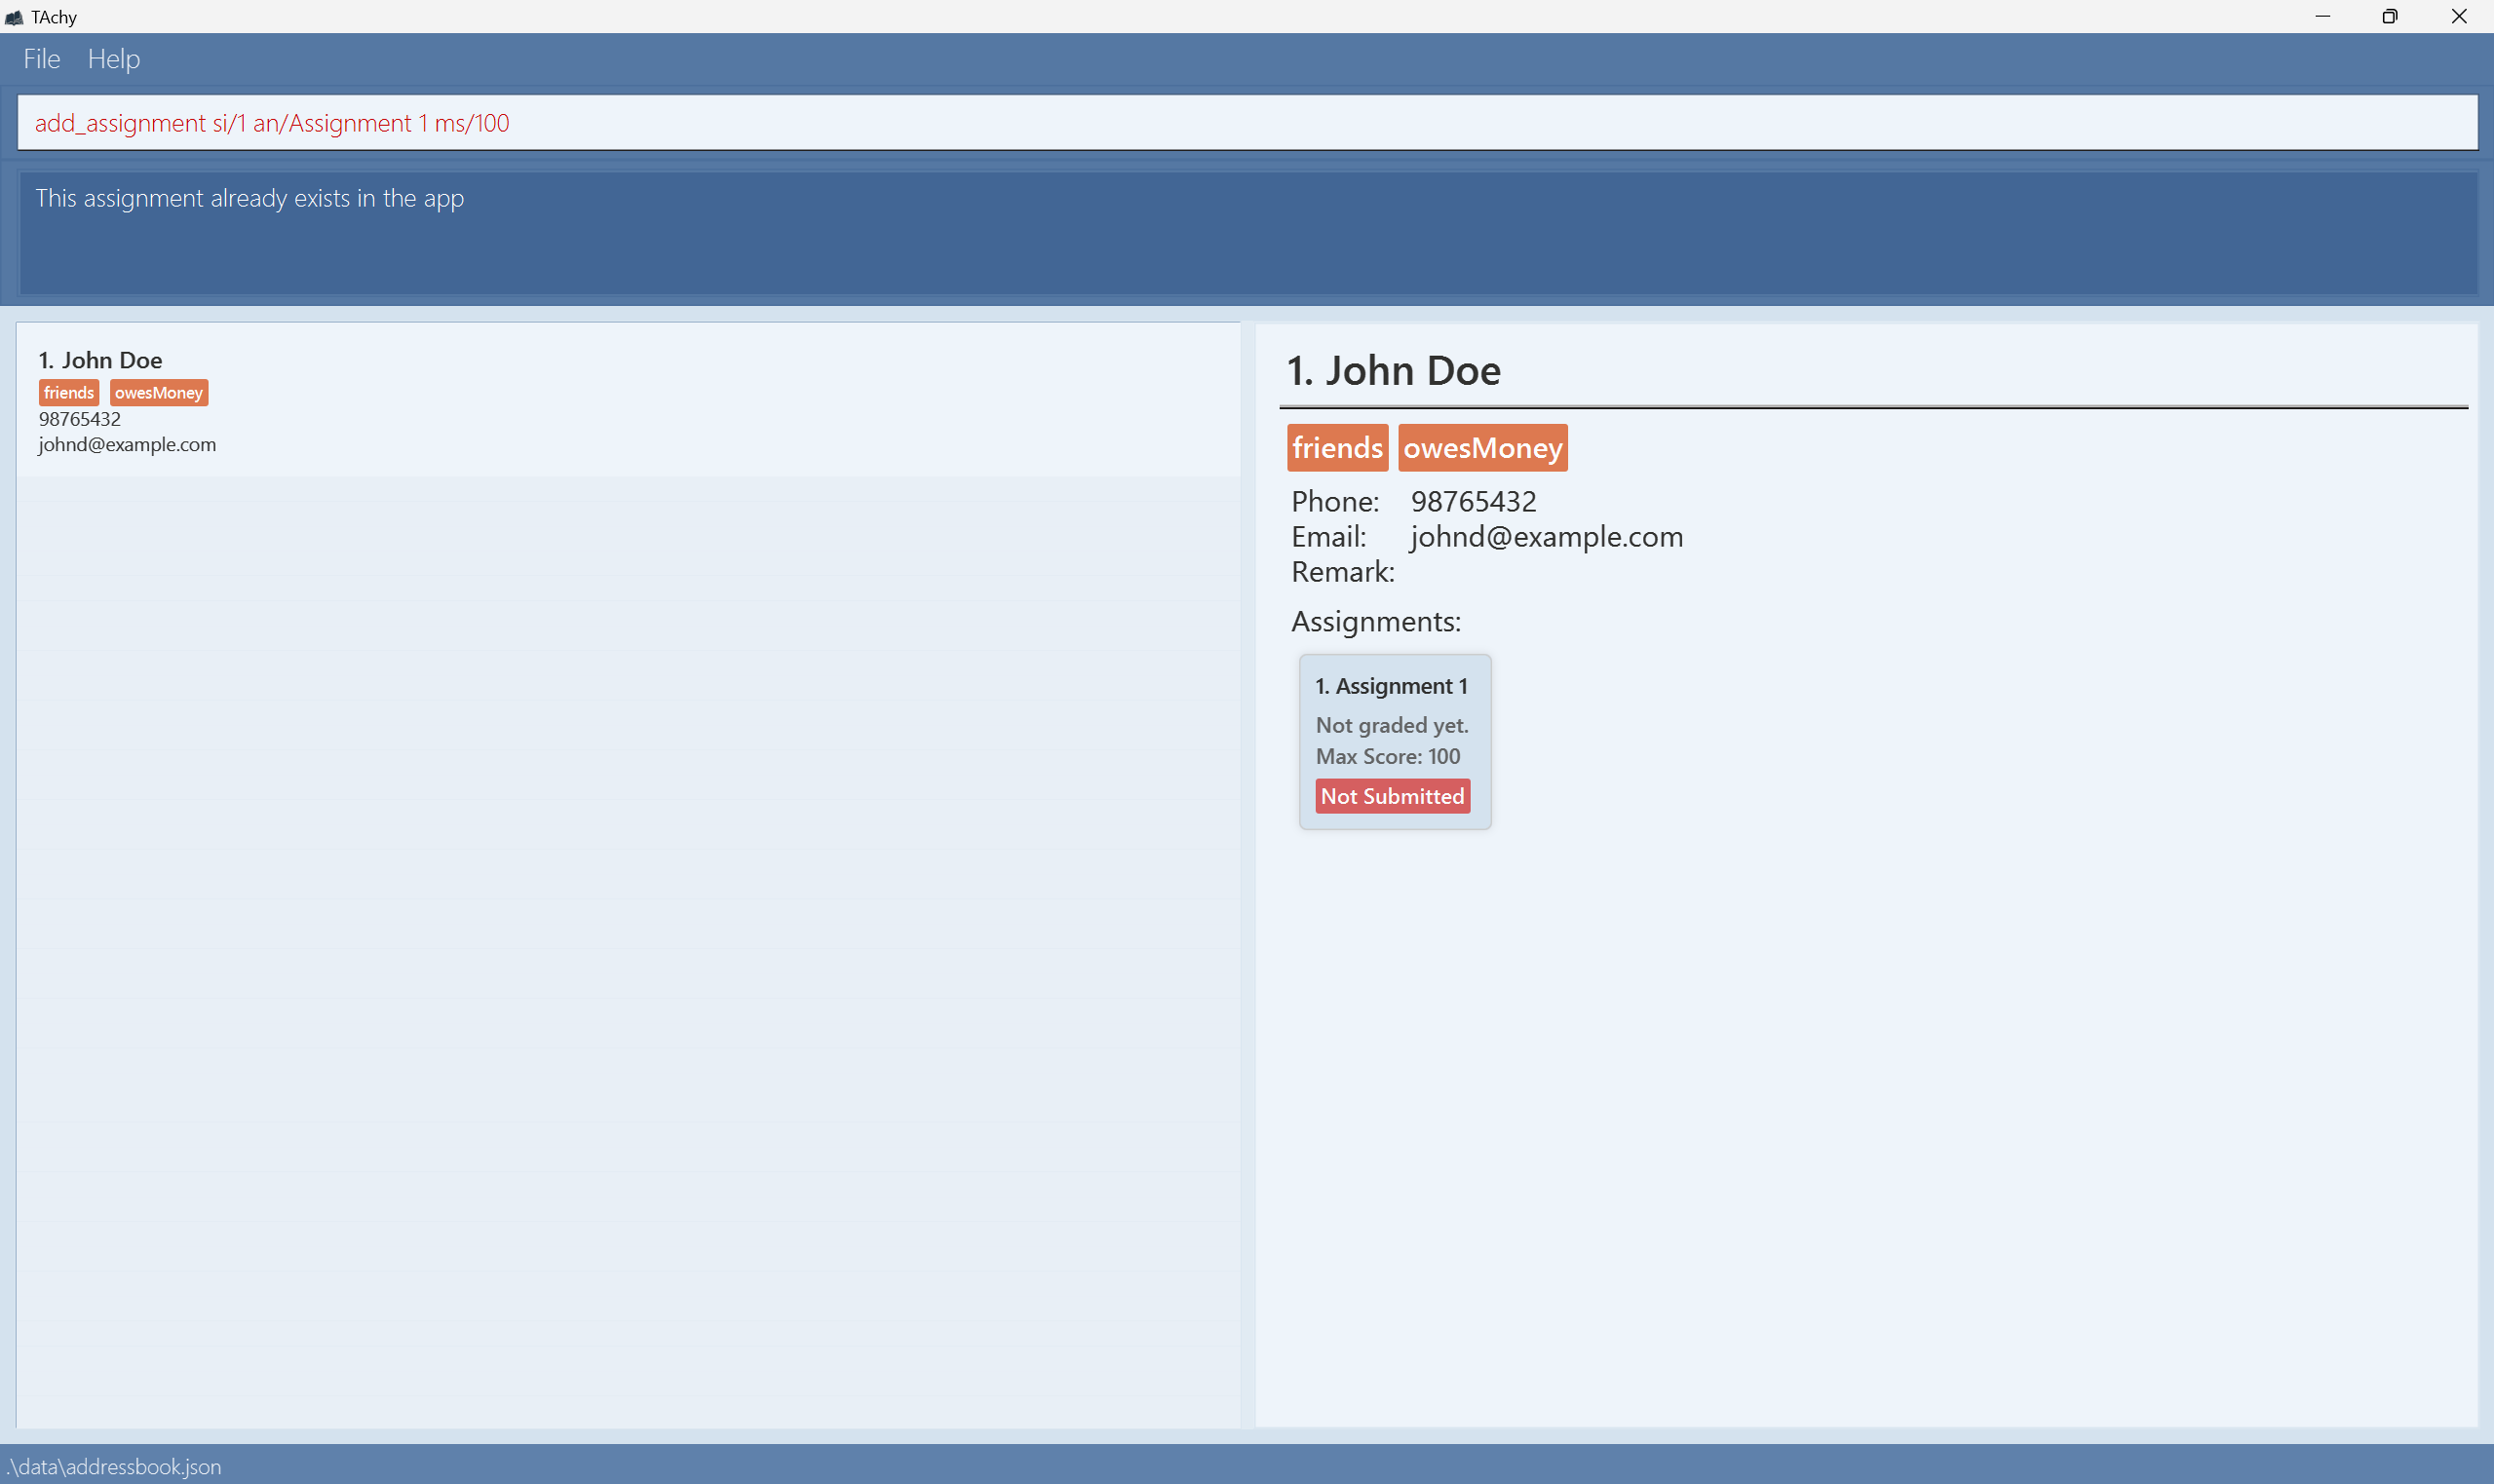 TAchy
File Help
add_assignment si/1 an/Assignment 1 ms/100
This assignment already exists in the app
1. John Doe
friends owesMoney
98765432
johnd@example.com
1. John Doe
friends owesMoney
Phone: 98765432
Email: johnd@example.com
Remark:
Assignments:
1. Assignment 1
Not graded yet.
Max Score: 100
Not Submitted
.\data\addressbook.json